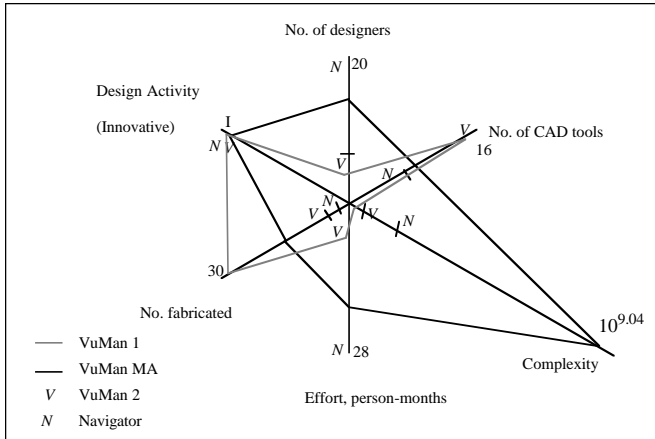 No. of designers
N 20
Design Activity
(Innovative)
I
N V
V
No. of CAD tools
16
V
N
N
V
V
N
V
30
No. fabricated
10^9.04
N 28
Complexity
Effort, person-months
VuMan 1
VuMan MA
V VuMan 2
N Navigator